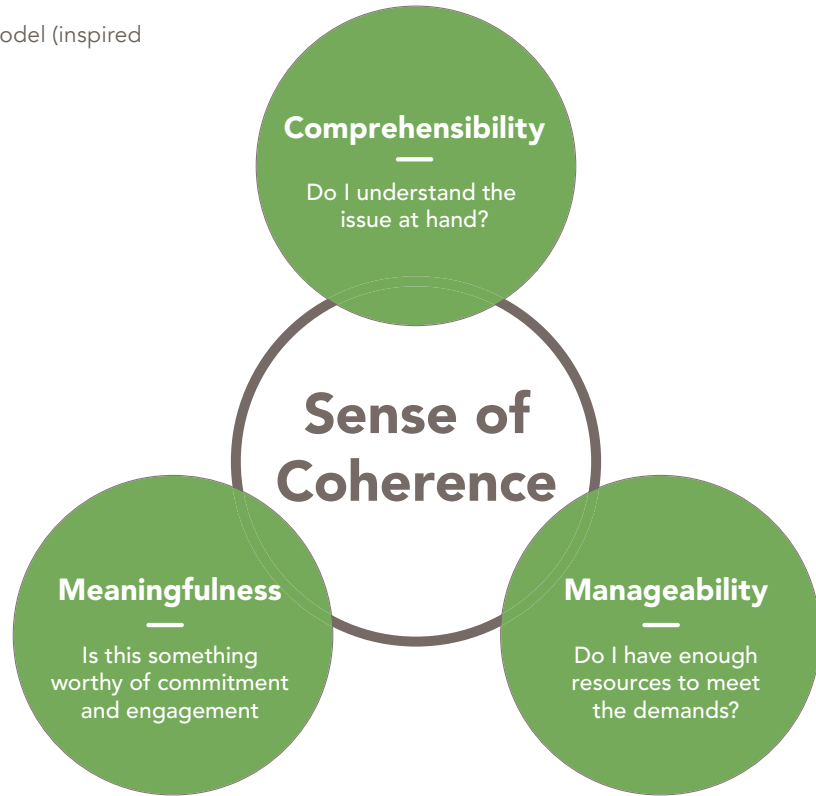 odel (inspired
Comprehensibility
Do I understand the
issue at hand?
Sense of
Coherence
Meaningfulness
Is this something
worthy of commitment
and engagement
Manageability
Do I have enough
resources to meet
the demands?